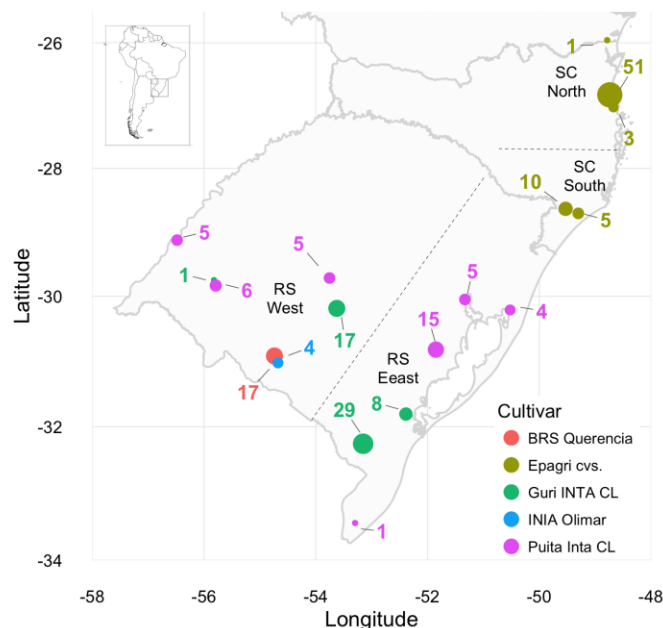 -26
-28
-30
-32
-34
Latitude
1
SC
North
51
3
10
SC
South
5
5
5
1
6
RS
West
17
5
4
15
4
17
RS
Eeast
8
29
1
Cultivar
BRS Querencia
Epagri cvs.
Guri INTA CL
INIA Olimar
Puita Inta CL
-58
-56
-54
-52
-50
-48
Longitude